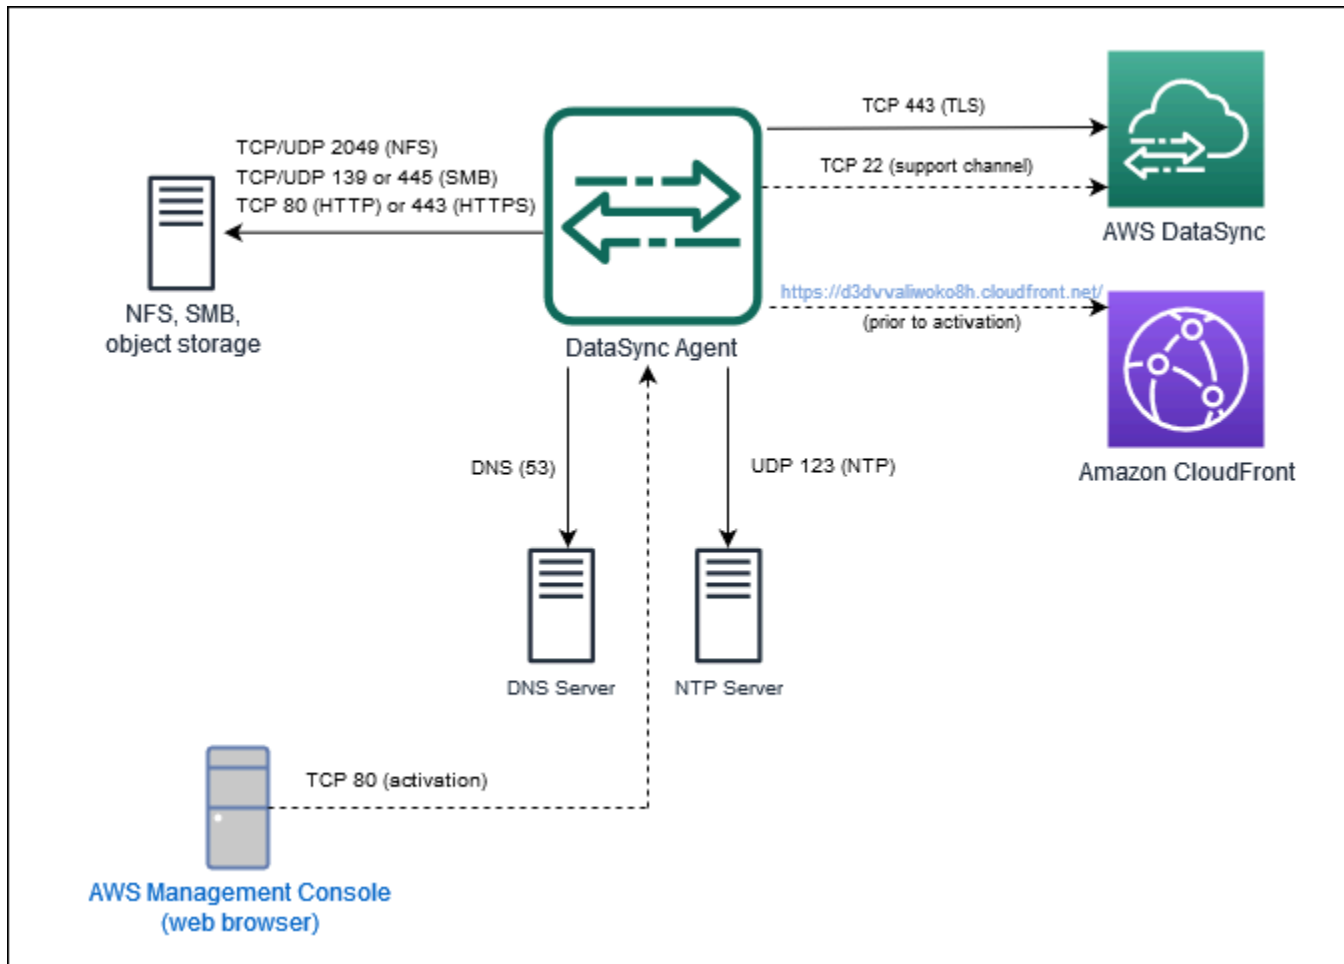 TCP 443 (TLS)
TCP/UDP 2049 (NFS)
TCP/UDP 139 or 445 (SMB)
TCP 80 (HTTP) or 443 (HTTPS)
TCP 22 (support channel)
AWS DataSync
https://d3dvvaliwoko8h.cloudfront.net/
(prior to activation)
NFS, SMB,
object storage
DataSync Agent
DNS (53)
UDP 123 (NTP)
Amazon CloudFront
DNS Server
NTP Server
TCP 80 (activation)
AWS Management Console
(web browser)